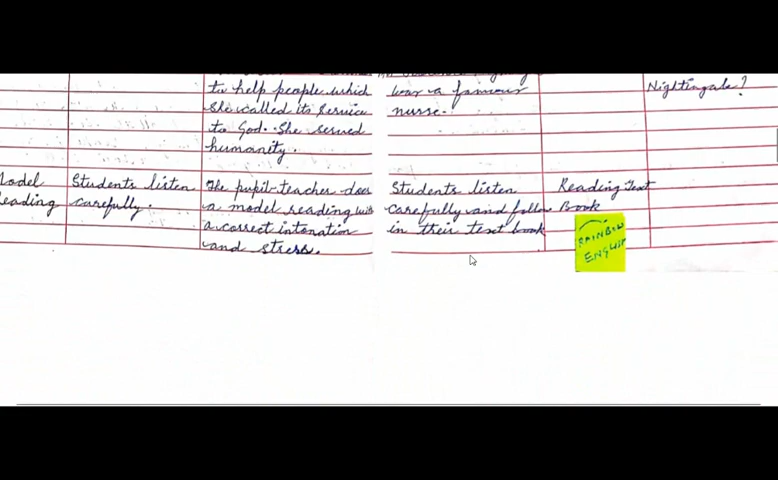 to help people which
she called its service
to God. She served
humanity.
was a famous
nurse.
Nightingale?
Model
Reading
Students listen
carefully.
The pupil-teacher does
a model reading with
a correct intonation
and stress.
Students listen
carefully and follow
in their text book
Reading Text
Book
RAINBOW
ENGLISH